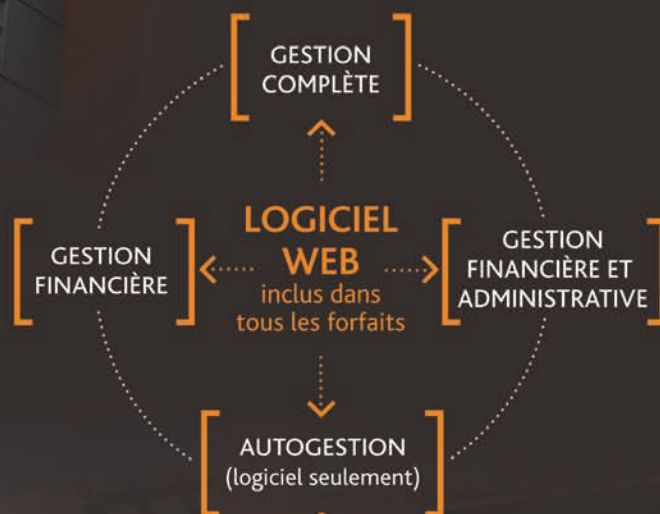 GESTION
COMPLÈTE
LOGICIEL
WEB
inclus dans
tous les forfaits
GESTION
FINANCIÈRE
GESTION
FINANCIÈRE ET
ADMINISTRATIVE
AUTOGESTION
(logiciel seulement)